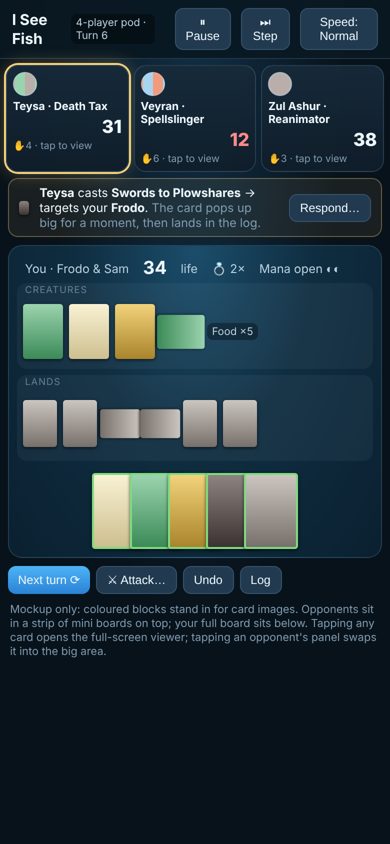 I See
Fish
4-player pod ·
Turn 6
⏸
Pause
⏭
Step
Speed:
Normal
Teysa · Death Tax
31
✋4 · tap to view
Veyran ·
Spellslinger
12
✋6 · tap to view
Zul Ashur ·
Reanimator
38
✋3 · tap to view
Teysa casts Swords to Plowshares →
targets your Frodo. The card pops up
big for a moment, then lands in the log.
Respond…
You · Frodo & Sam 34 life 💍 2× Mana open ◐◐
CREATURES
Food ×5
LANDS
Next turn ⟳
⚔ Attack…
Undo
Log
Mockup only: coloured blocks stand in for card images. Opponents sit
in a strip of mini boards on top; your full board sits below. Tapping any
card opens the full-screen viewer; tapping an opponent's panel swaps
it into the big area.